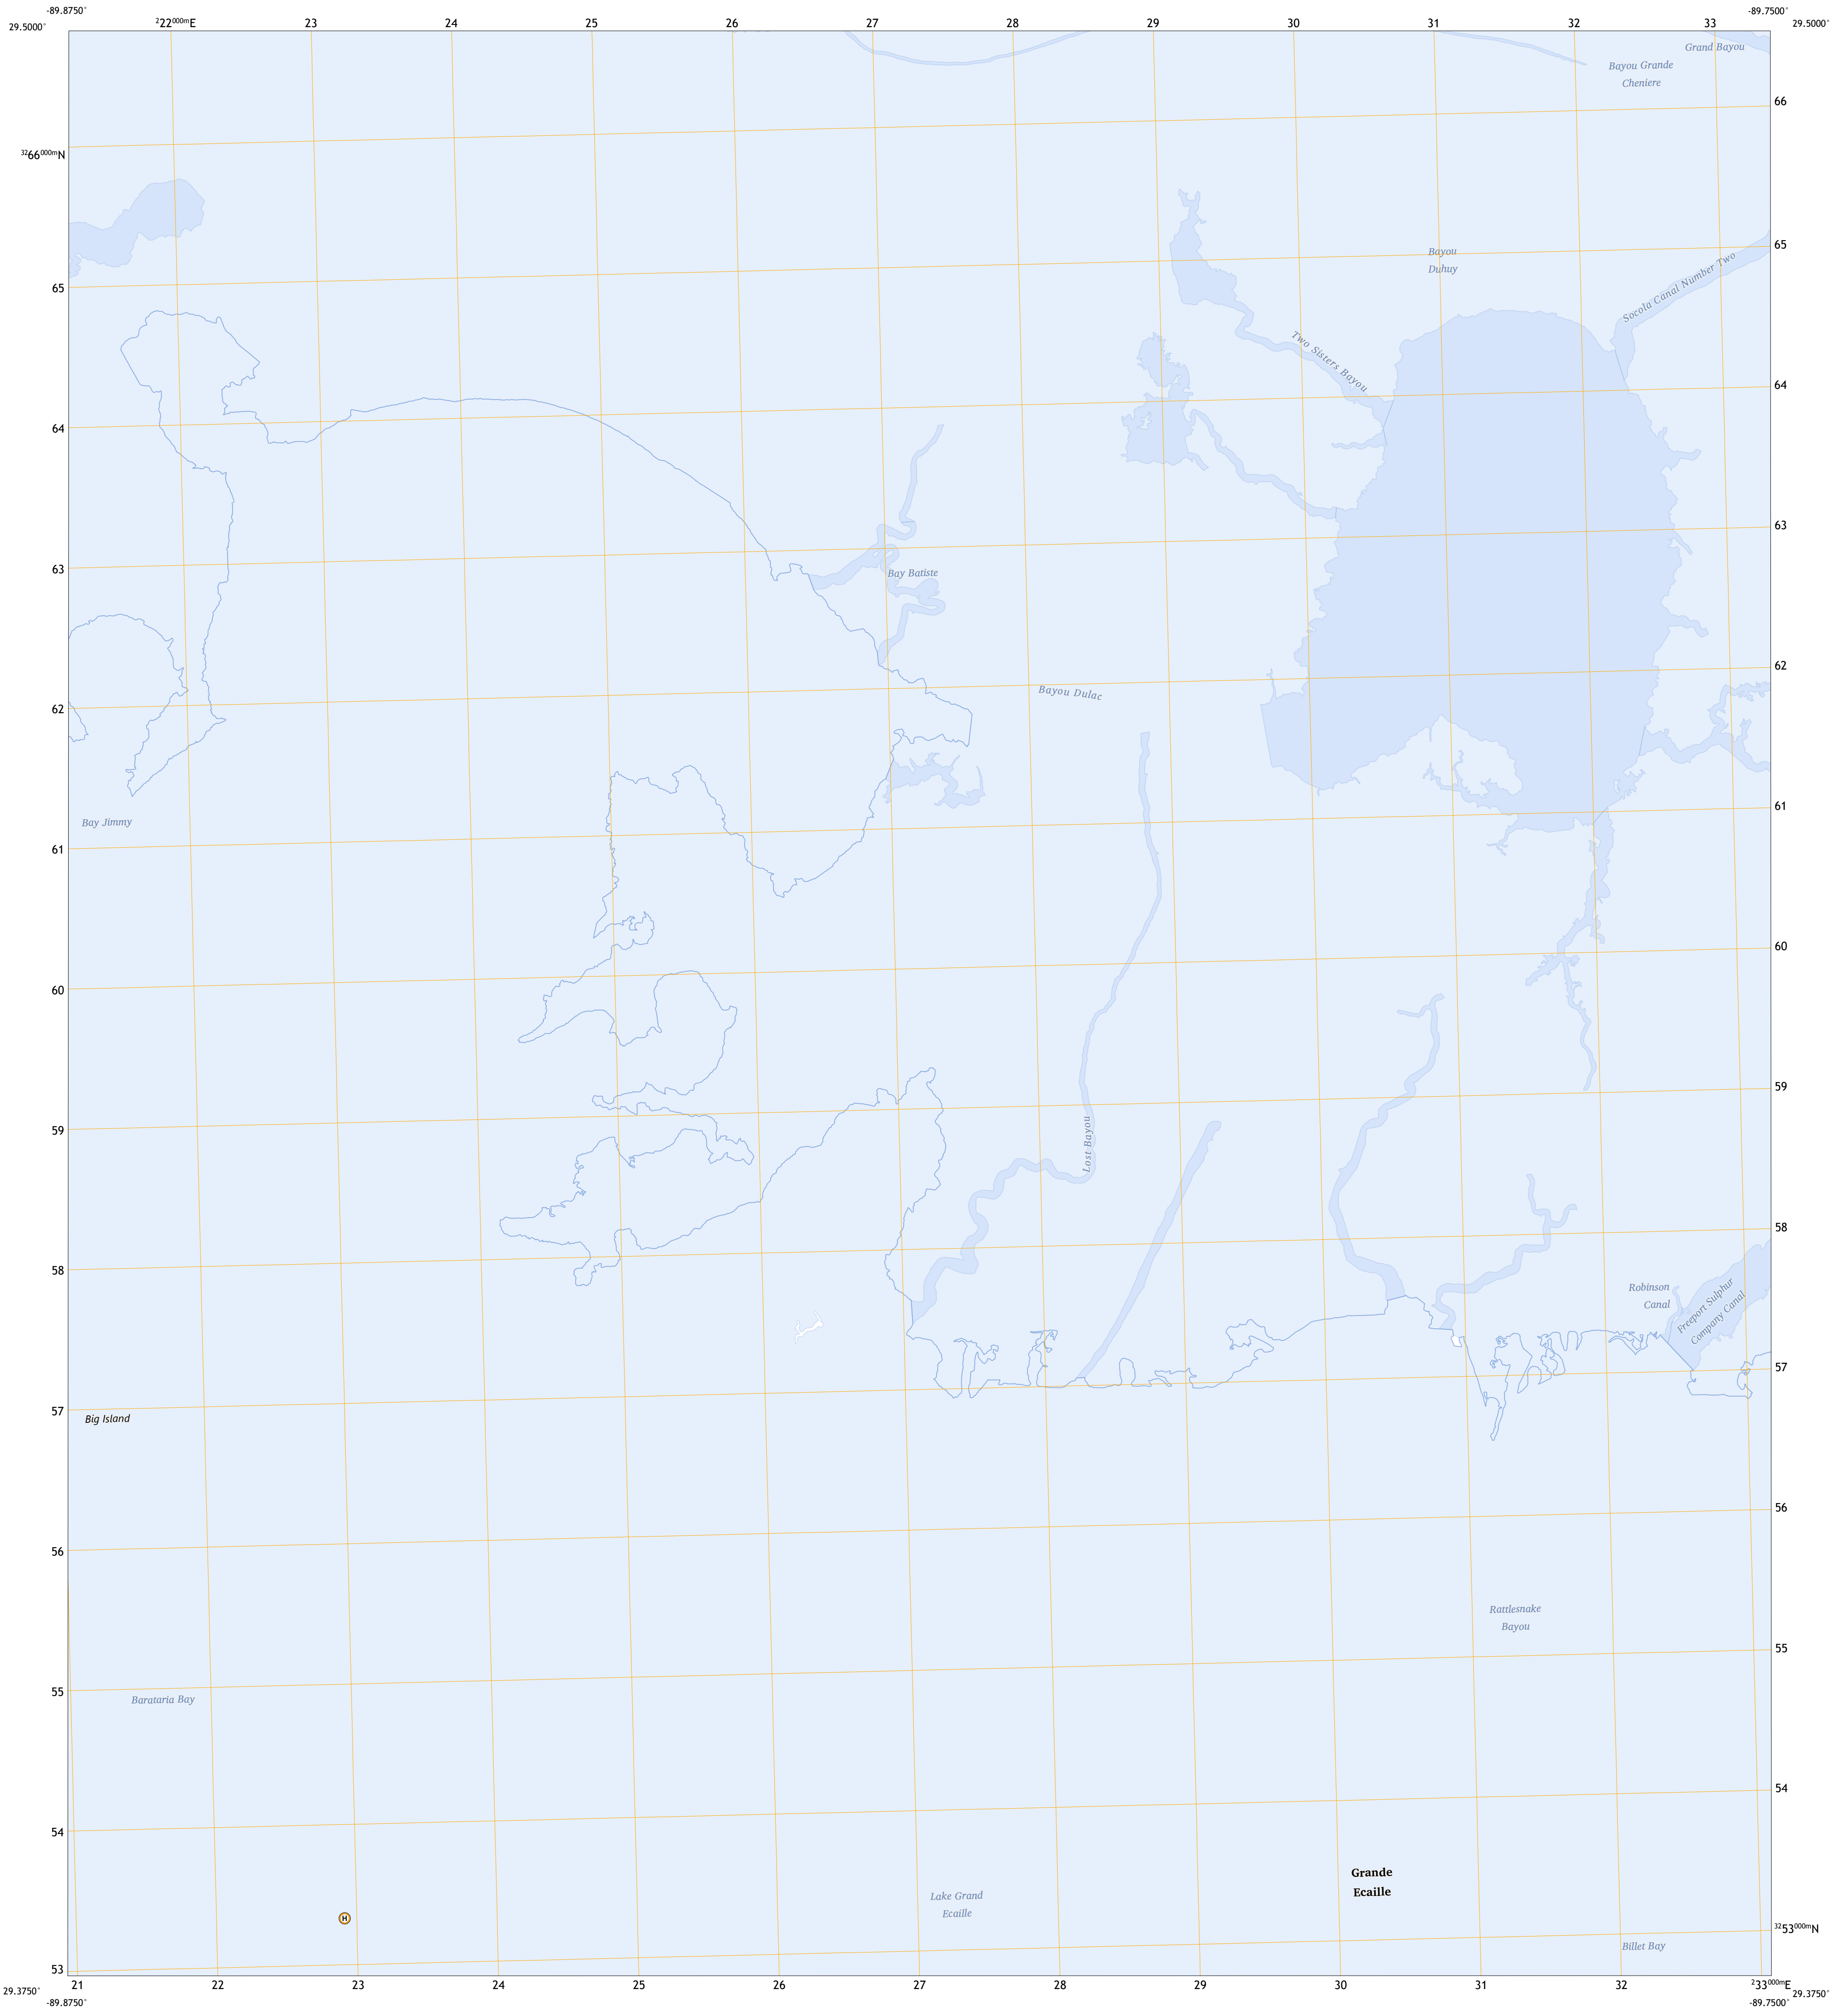 -89.8750°
-89.7500°
29.5000°
²22⁰⁰⁰ᵐE
23
24
25
26
27
28
29
30
31
32
33
29.5000°
Grand Bayou
Bayou Grande
Cheniere
66
³²66⁰⁰⁰ᵐN
65
Bayou
Duhuy
Socola Canal Number Two
65
Two Sisters Bayou
64
64
63
63
Bay Batiste
62
Bayou Dulac
62
61
Bay Jimmy
61
60
60
59
59
Lost Bayou
58
58
Robinson
Canal
Freeport Sulphur
Company Canal
57
57
Big Island
56
56
Rattlesnake
Bayou
55
55
Barataria Bay
54
54
Grande
Ecaille
Lake Grand
Ecaille
H
³²53⁰⁰⁰ᵐN
Billet Bay
53
21
22
23
24
25
26
27
28
29
30
31
32
²33⁰⁰⁰ᵐE
29.3750°
29.3750°
-89.8750°
-89.7500°